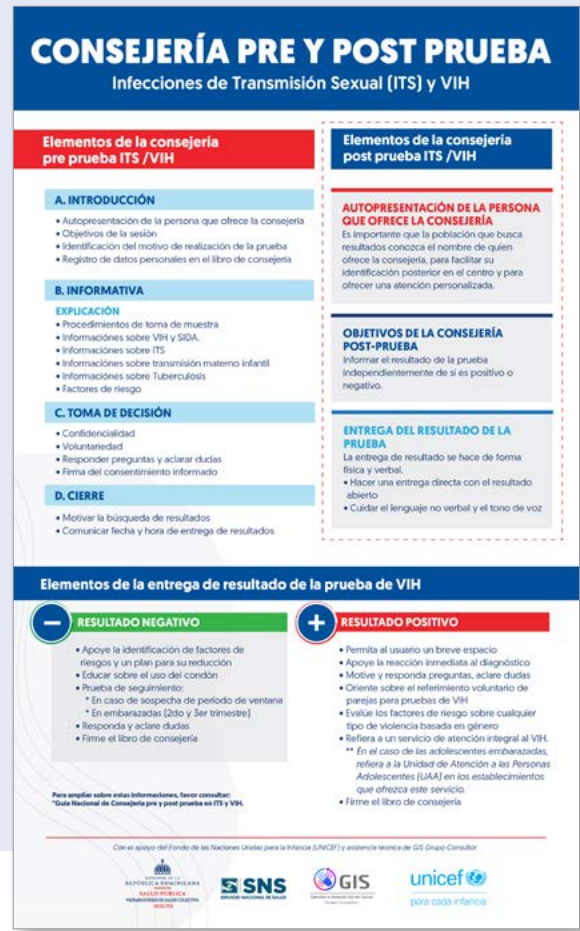 CONSEJERÍA PRE Y POST PRUEBA
Infecciones de Transmisión Sexual (ITS) y VIH
Elementos de la consejería
pre prueba ITS /VIH
A. INTRODUCCIÓN
• Autopresentación de la persona que ofrece la consejería
• Objetivos de la sesión
• Identificación del motivo de realización de la prueba
• Registro de datos personales en el libro de consejería
B. INFORMATIVA
EXPLICACIÓN
• Procedimientos de toma de muestra
• Informaciónes sobre VIH y SIDA.
• Informaciónes sobre ITS
• Informaciónes sobre transmisión materno infantil
• Informaciónes sobre Tuberculosis
• Factores de riesgo
C. TOMA DE DECISIÓN
• Confidencialidad
• Voluntariedad
• Responder preguntas y aclarar dudas
• Firma del consentimiento informado
D. CIERRE
• Motivar la búsqueda de resultados
• Comunicar fecha y hora de entrega de resultados
Elementos de la consejería
post prueba ITS /VIH
AUTOPRESENTACIÓN DE LA PERSONA
QUE OFRECE LA CONSEJERÍA
Es importante que la población que busca
resultados conozca el nombre de quien
ofrece la consejería, para facilitar su
identificación posterior en el centro y para
ofrecer una atención personalizada.
OBJETIVOS DE LA CONSEJERÍA
POST-PRUEBA
Informar el resultado de la prueba
independientemente de si es positivo o
negativo.
ENTREGA DEL RESULTADO DE LA
PRUEBA
La entrega de resultado se hace de forma
física y verbal.
• Hacer una entrega directa con el resultado
abierto
• Cuidar el lenguaje no verbal y el tono de voz
Elementos de la entrega de resultado de la prueba de VIH
RESULTADO NEGATIVO
• Apoye la identificación de factores de
riesgos y un plan para su reducción
• Educar sobre el uso del condón
• Prueba de seguimiento:
* En caso de sospecha de periodo de ventana
* En embarazadas (2do y 3er trimestre)
• Responda y aclare dudas
• Firme el libro de consejería
Para ampliar sobre estas informaciones, favor consultar:
"Guía Nacional de Consejería pre y post prueba en ITS y VIH.
RESULTADO POSITIVO
• Permita al usuario un breve espacio
• Apoye la reacción inmediata al diagnóstico
• Motive y responda preguntas, aclare dudas
• Oriente sobre el referimiento voluntario de
parejas para pruebas de VIH
• Evalúe los factores de riesgo sobre cualquier
tipo de violencia basada en género
• Refiera a un servicio de atención integral al VIH.
** En el caso de las adolescentes embarazadas,
refiera a la Unidad de Atención a las Personas
Adolescentes (UAA) en los establecimientos
que ofrezca este servicio.
• Firme el libro de consejería
Con el apoyo del Fondo de las Naciones Unidas para la Infancia (UNICEF) y asistencia técnica de GIS Grupo Consultor
GOBIERNO DE LA
REPÚBLICA DOMINICANA
SALUD PÚBLICA
VICEMINISTERIO DE SALUD COLECTIVA
SNS
SERVICIO NACIONAL DE SALUD
GIS
Grupo Consultor
unicef
para cada infancia